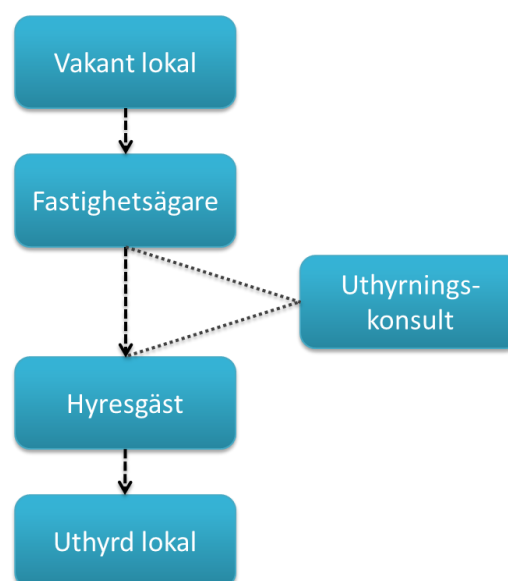 Vakant lokal
Fastighetsägare
Uthyrnings-
konsult
Hyresgäst
Uthyrd lokal